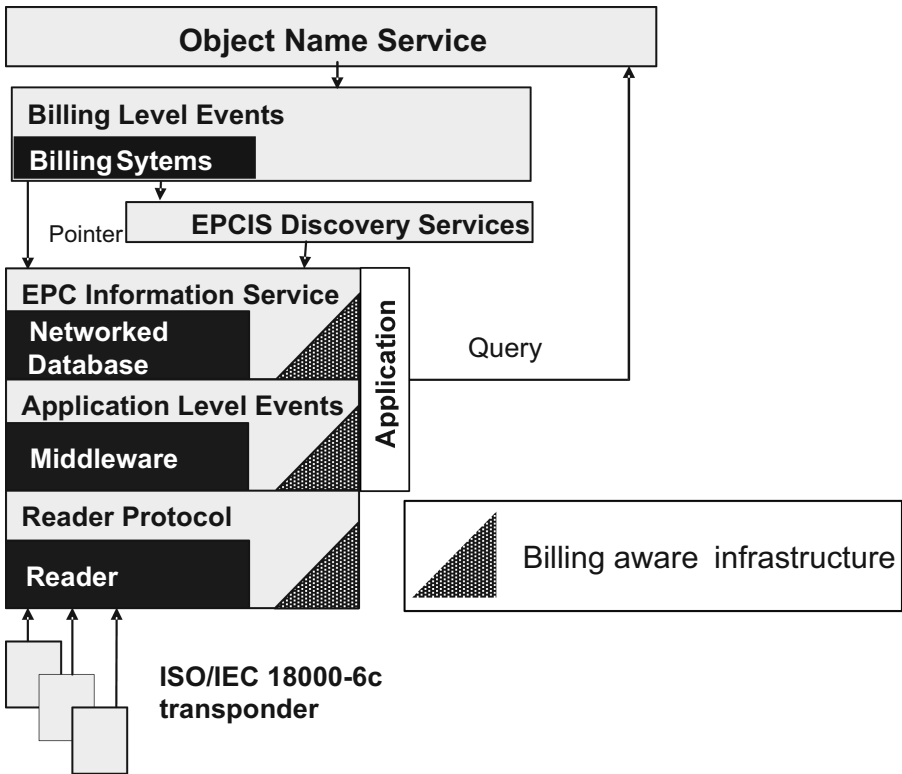 Object Name Service
Billing Level Events
Billing Sytems
Pointer
EPCIS Discovery Services
EPC Information Service
Networked
Database
Application
Query
Application Level Events
Middleware
Reader Protocol
Reader
Billing aware infrastructure
ISO/IEC 18000-6c
transponder